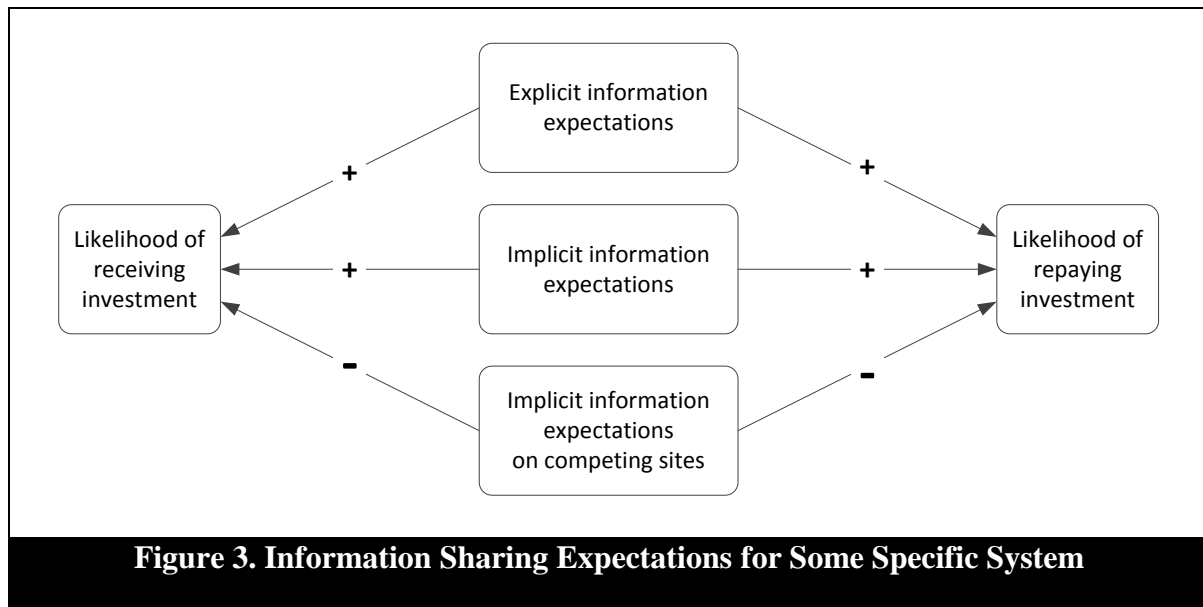 Explicit information
expectations
+
+
Likelihood of
receiving
investment
+
Implicit information
expectations
+
Likelihood of
repaying
investment
-
Implicit information
expectations
on competing sites
-
Figure 3. Information Sharing Expectations for Some Specific System